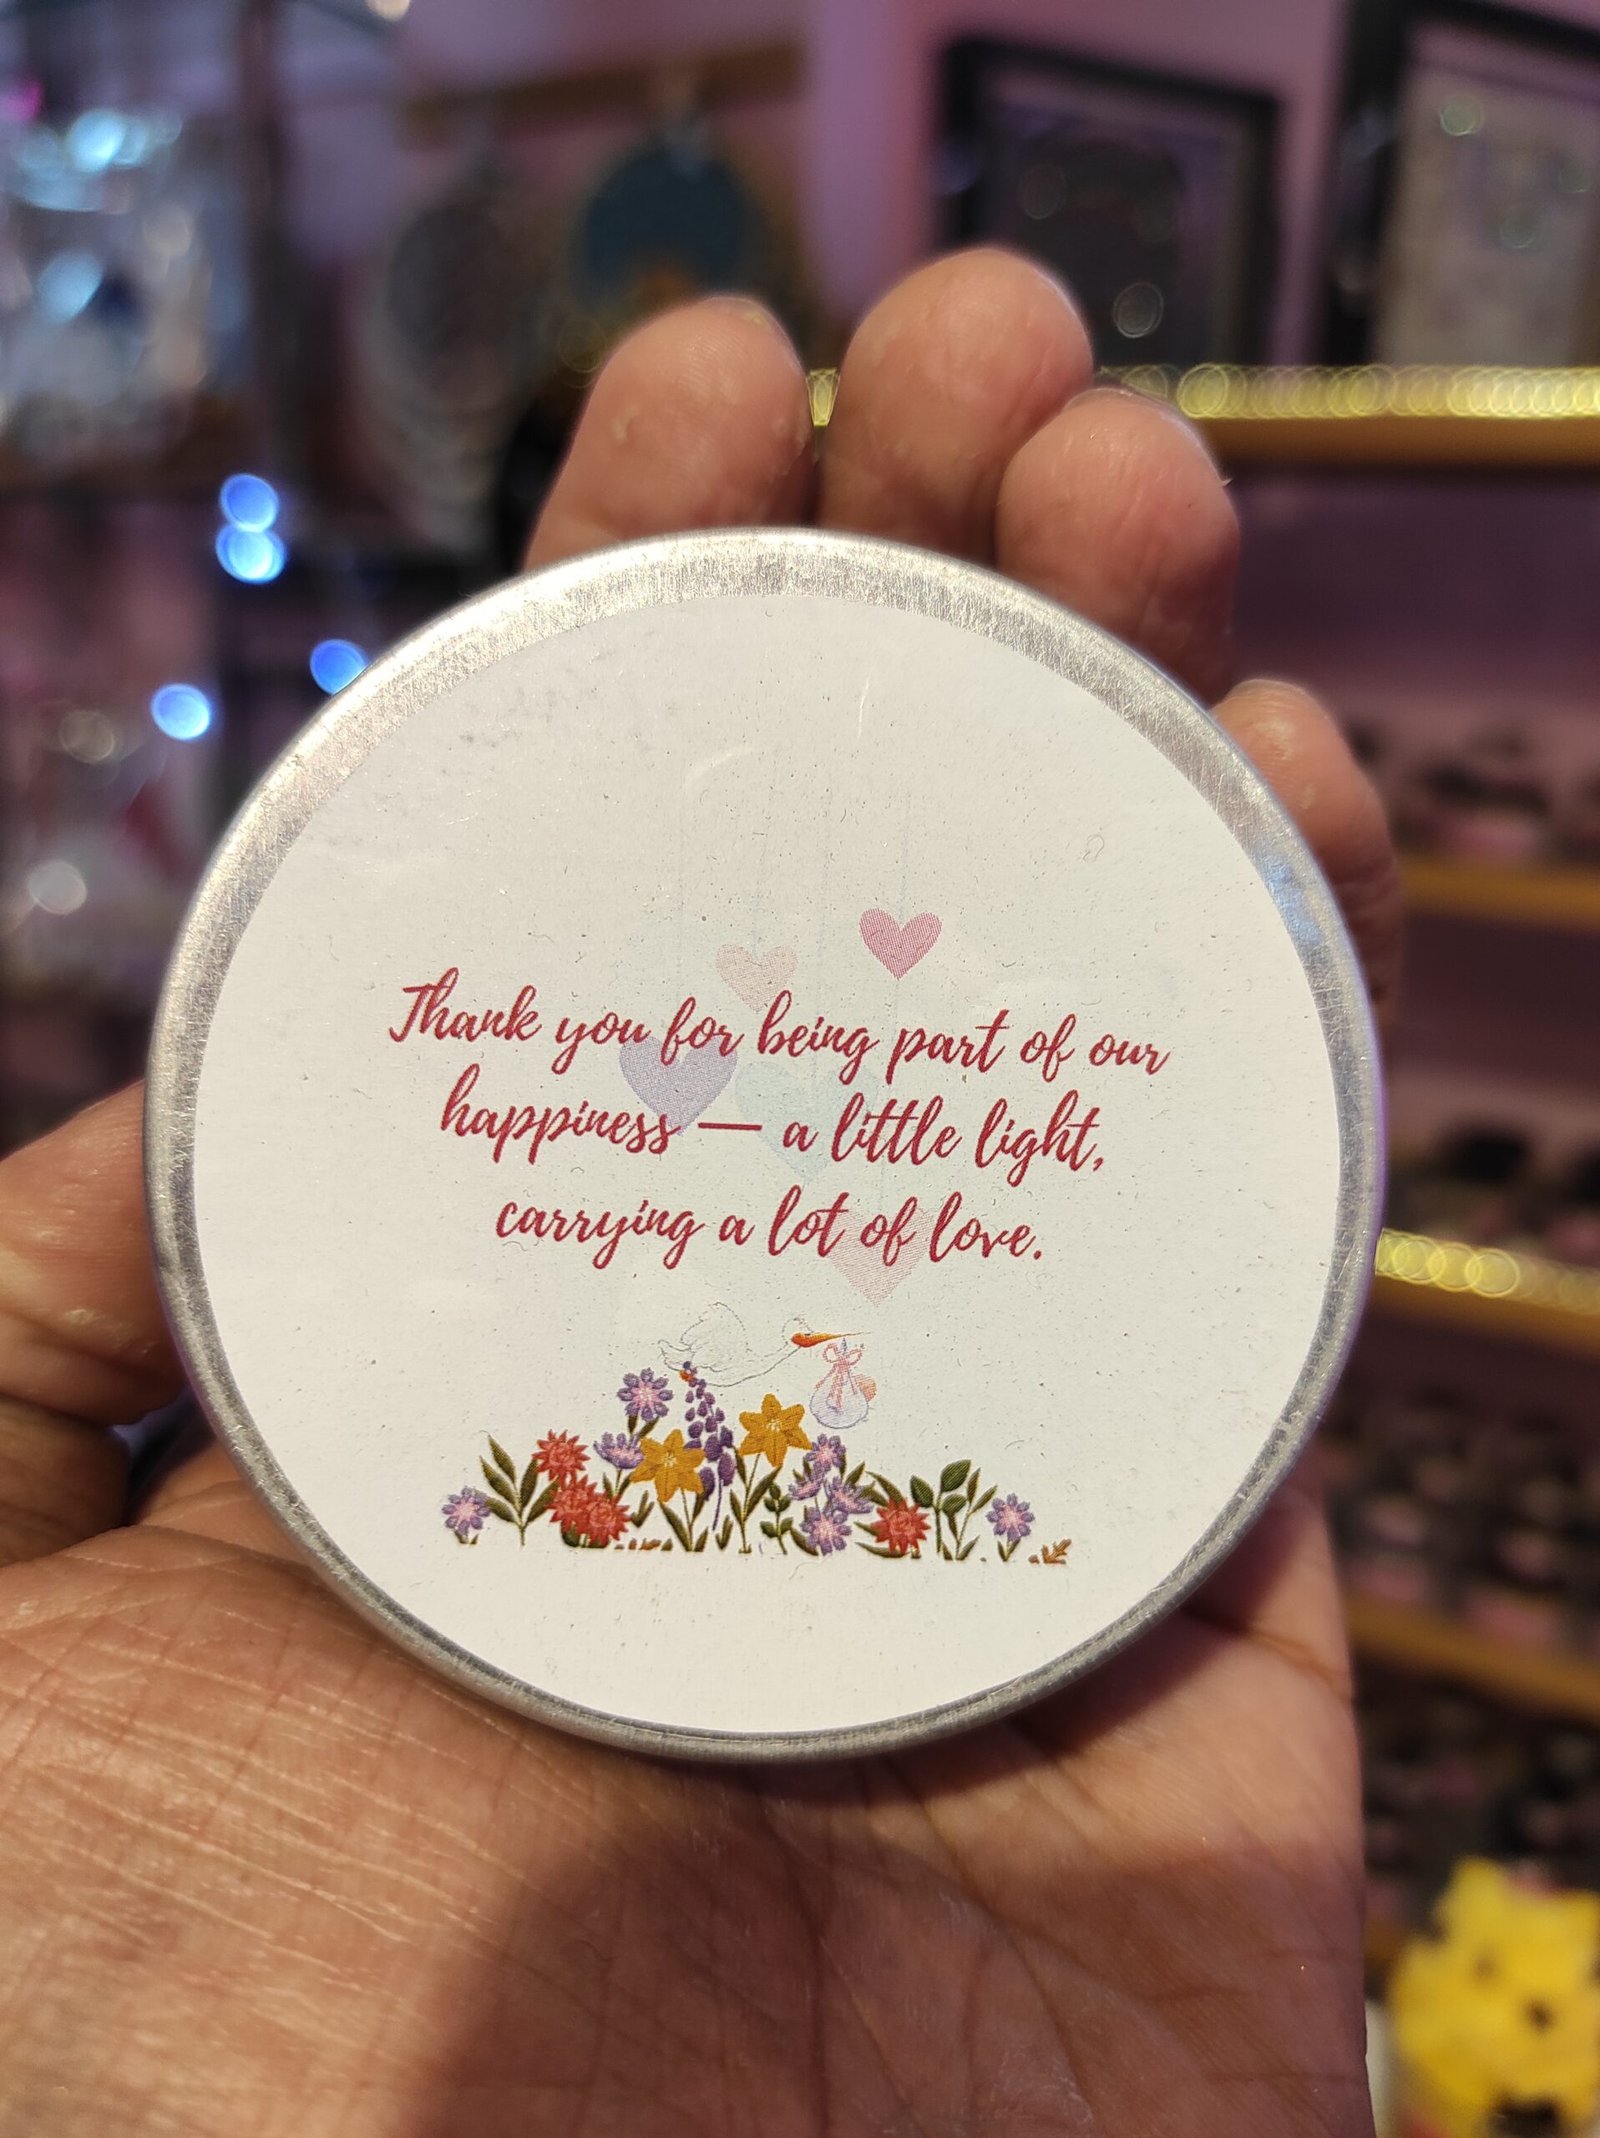 Thank you for being part of our
happiness — a little light,
carrying a lot of love.